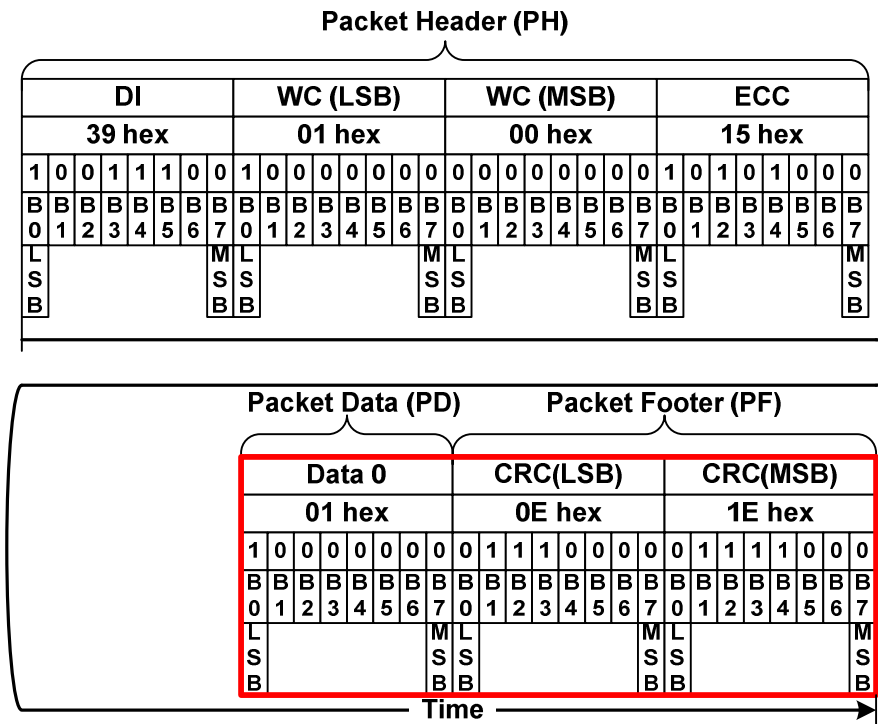 Packet Header (PH)
DI WC (LSB) WC (MSB) ECC
39 hex 01 hex 00 hex 15 hex
1 0 0 1 1 1 0 0 1 0 0 0 0 0 0 0 0 0 0 0 0 0 0 0 1 0 1 0 1 0 0 0
B0 B1 B2 B3 B4 B5 B6 B7 B0 B1 B2 B3 B4 B5 B6 B7 B0 B1 B2 B3 B4 B5 B6 B7 B0 B1 B2 B3 B4 B5 B6 B7
LSB MSB LSB MSB LSB MSB LSB MSB
Packet Data (PD) Packet Footer (PF)
Data 0 CRC(LSB) CRC(MSB)
01 hex 0E hex 1E hex
1 0 0 0 0 0 0 0 0 1 1 1 0 0 0 0 0 1 1 1 1 0 0 0
B0 B1 B2 B3 B4 B5 B6 B7 B0 B1 B2 B3 B4 B5 B6 B7 B0 B1 B2 B3 B4 B5 B6 B7
LSB MSB LSB MSB LSB MSB
Time